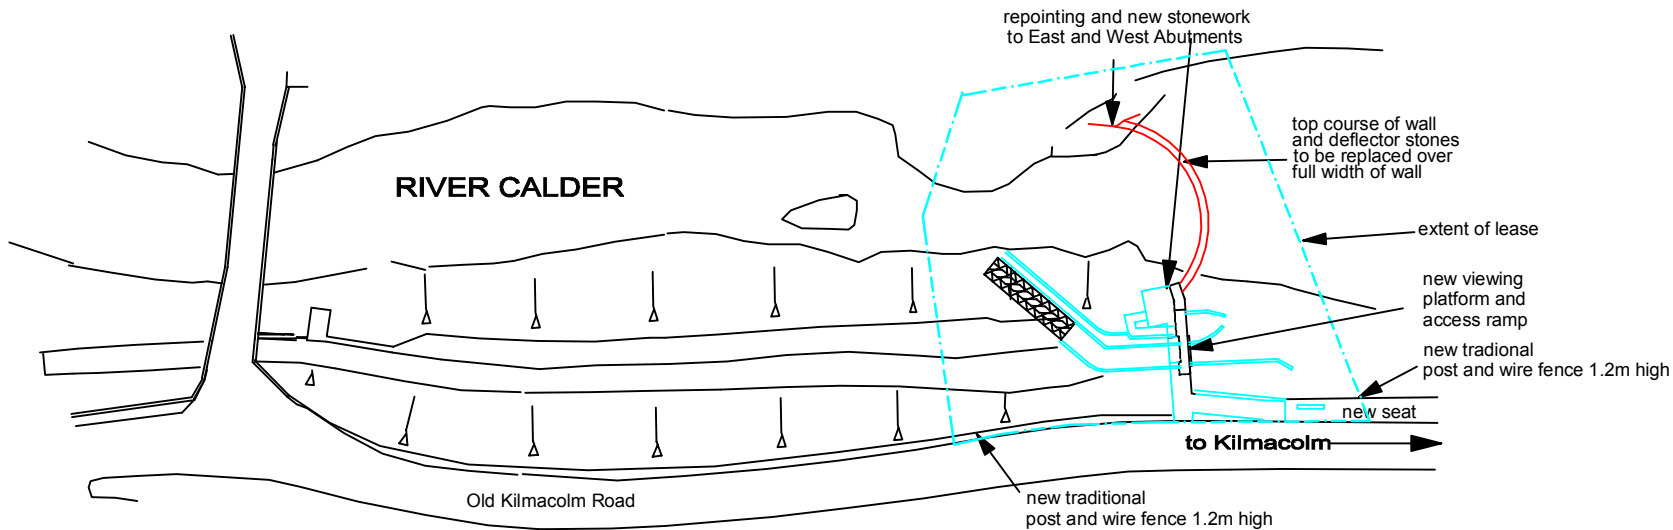 repointing and new stonework
to East and West Abutments
top course of wall
and deflector stones
to be replaced over
full width of wall
RIVER CALDER
extent of lease
new viewing
platform and
access ramp
new tradional
post and wire fence 1.2m high
new seat
to Kilmacolm
Old Kilmacolm Road
new traditional
post and wire fence 1.2m high